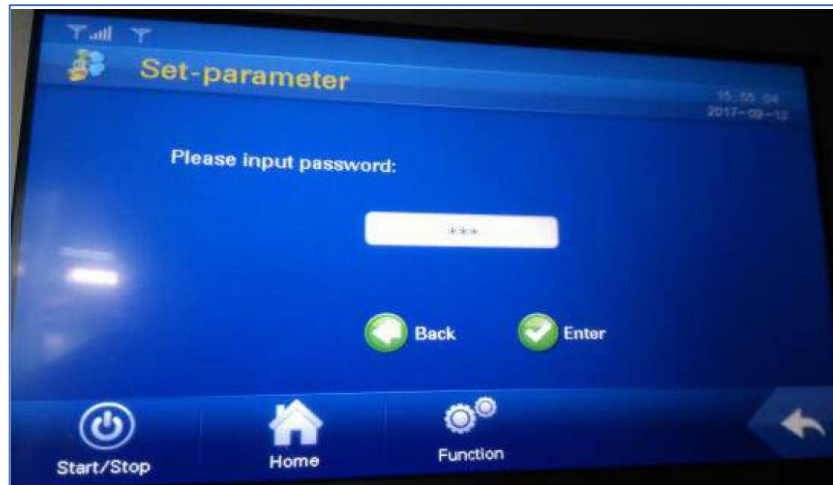 Set-parameter
15:55:04
2017-09-12
Please input password:
***
Back
Enter
Start/Stop
Home
Function